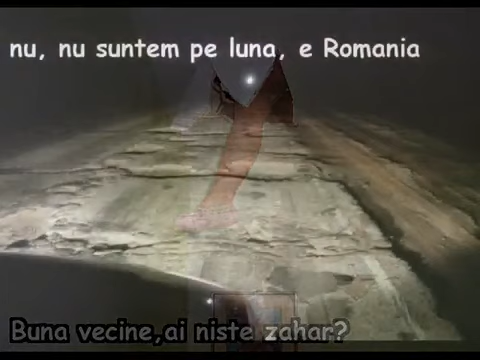 nu, nu suntem pe luna, e Romania
Buna vecine,ai niste zahar?